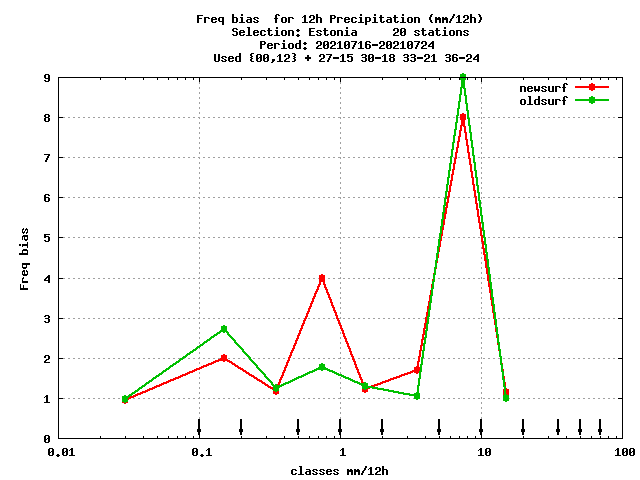 Freq bias  for 12h Precipitation (mm/12h)
Selection: Estonia     20 stations
Period: 20210716-20210724
Used {00,12} + 27-15 30-18 33-21 36-24
newsurf
oldsurf
9
8
7
6
5
4
3
2
1
0
Freq bias
0.01 0.1 1 10 100
classes mm/12h